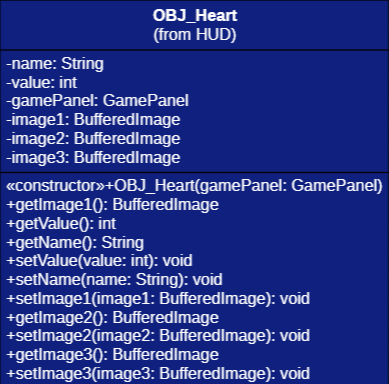 OBJ_Heart
(from HUD)
-name: String
-value: int
-gamePanel: GamePanel
-image1: BufferedImage
-image2: BufferedImage
-image3: BufferedImage
«constructor»+OBJ_Heart(gamePanel: GamePanel)
+getImage1(): BufferedImage
+getValue(): int
+getName(): String
+setValue(value: int): void
+setName(name: String): void
+setImage1(image1: BufferedImage): void
+getImage2(): BufferedImage
+setImage2(image2: BufferedImage): void
+getImage3(): BufferedImage
+setImage3(image3: BufferedImage): void